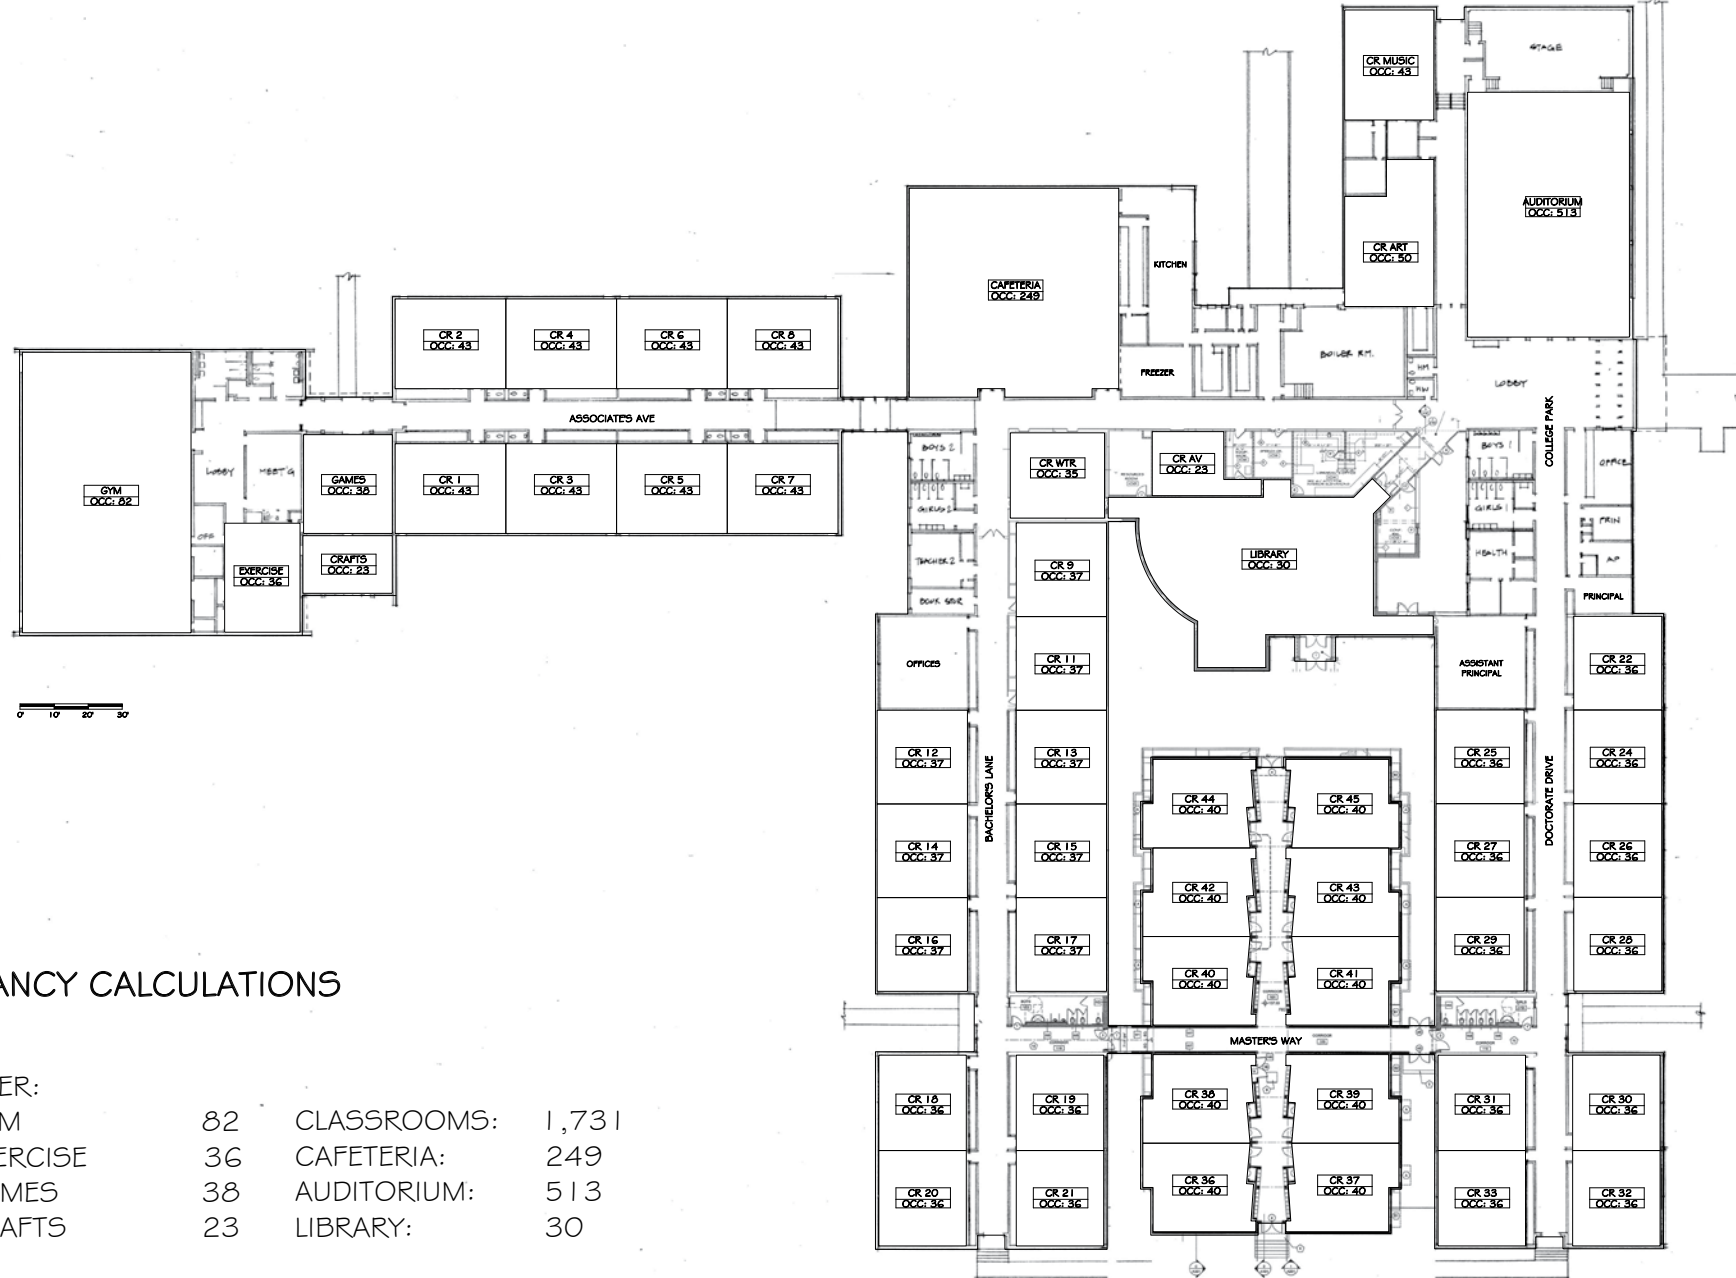 CR MUSIC
OCC: 43
STAGE
AUDITORIUM
OCC: 513
CR ART
OCC: 50
KITCHEN
CAFETERIA
OCC: 249
CR 2
OCC: 43
CR 4
OCC: 43
CR 6
OCC: 43
CR 8
OCC: 43
FREEZER
BOILER RM.
HM
HW
LOBBY
COLLEGE PARK
ASSOCIATE'S AVE
BOYS 2
CR WTR
OCC: 35
CR AV
OCC: 23
BOYS 1
OFFICE
LOBBY
MEET'G
GYM
OCC: 82
GAMES
OCC: 38
CR 1
OCC: 43
CR 3
OCC: 43
CR 5
OCC: 43
CR 7
OCC: 43
GIRLS 2
GIRLS 1
PRIN
OFF
LIBRARY
OCC: 30
HEALTH
AP
TEACHER 2
EXERCISE
OCC: 36
CRAFTS
OCC: 23
CR 9
OCC: 37
BOOK STOR
PRINCIPAL
OFFICES
CR 11
OCC: 37
ASSISTANT
PRINCIPAL
CR 22
OCC: 36
0' 10' 20' 30'
CR 12
OCC: 37
BACHELOR'S LANE
CR 13
OCC: 37
CR 25
OCC: 36
DOCTORATE DRIVE
CR 24
OCC: 36
CR 44
OCC: 40
CR 45
OCC: 40
CR 14
OCC: 37
CR 15
OCC: 37
CR 27
OCC: 36
CR 26
OCC: 36
CR 42
OCC: 40
CR 43
OCC: 40
CR 16
OCC: 37
CR 17
OCC: 37
CR 29
OCC: 36
CR 28
OCC: 36
CR 40
OCC: 40
CR 41
OCC: 40
MASTER'S WAY
CR 18
OCC: 36
CR 19
OCC: 36
CR 38
OCC: 40
CR 39
OCC: 40
CR 31
OCC: 36
CR 30
OCC: 36
CR 20
OCC: 36
CR 21
OCC: 36
CR 36
OCC: 40
CR 37
OCC: 40
CR 33
OCC: 36
CR 32
OCC: 36
ANCY CALCULATIONS
ER:
M 82 CLASSROOMS: 1,731
ERCISE 36 CAFETERIA: 249
MES 38 AUDITORIUM: 513
AFTS 23 LIBRARY: 30